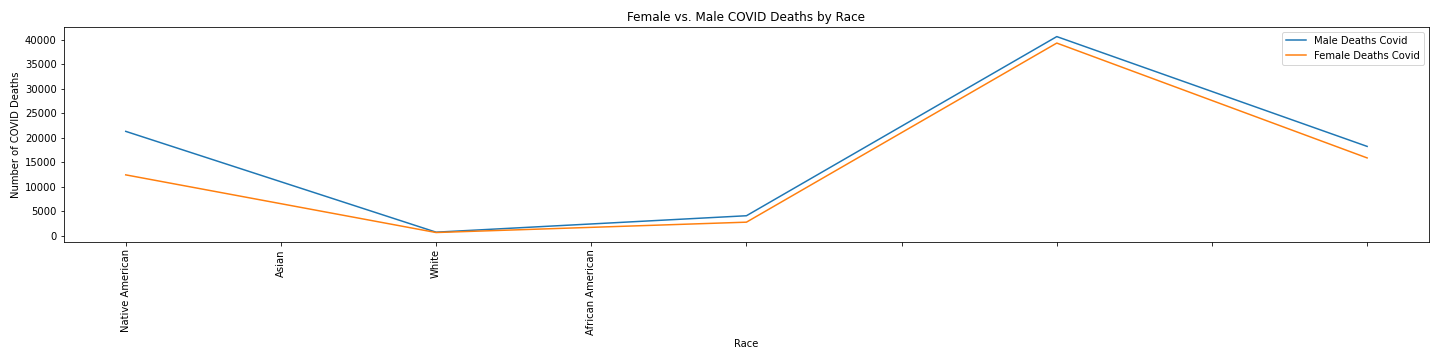 Female vs. Male COVID Deaths by Race
Male Deaths Covid
Female Deaths Covid
Number of COVID Deaths
40000
35000
30000
25000
20000
15000
10000
5000
0
Native American
Asian
White
African American
Race